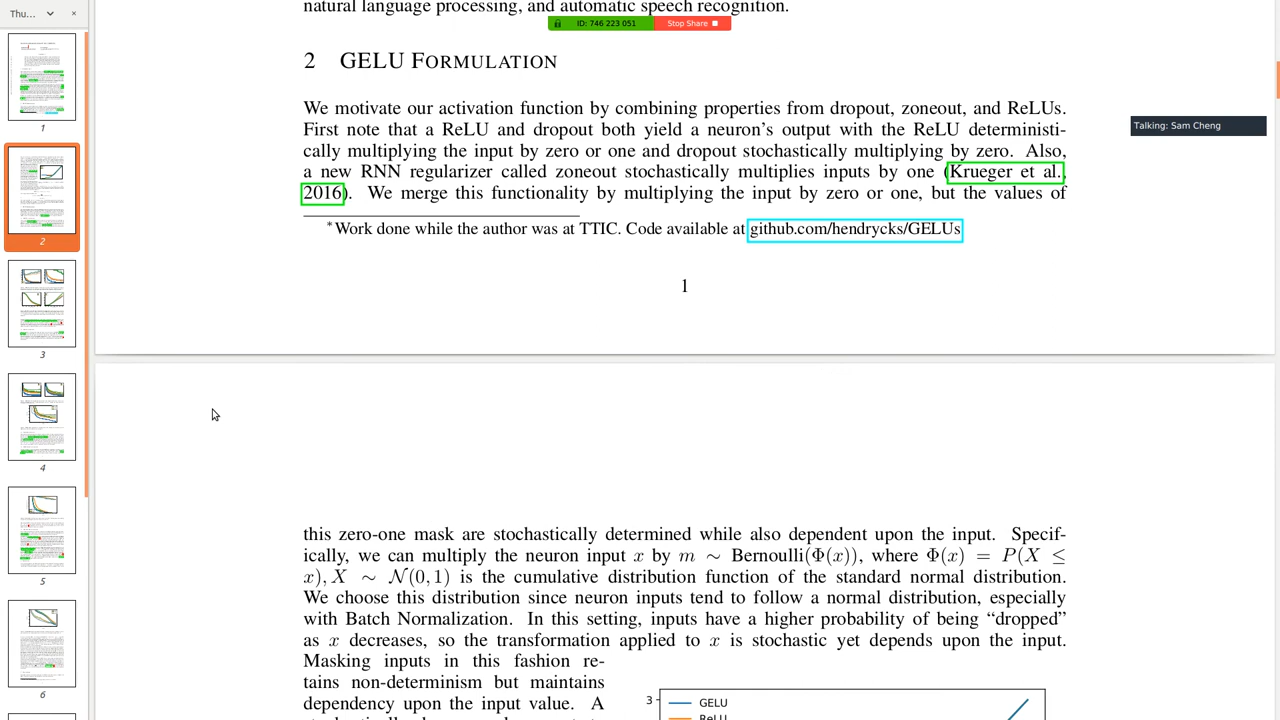 Thu...
natural language processing, and automatic speech recognition.
ID: 746 223 051
Stop Share
2 GELU FORMULATION
We motivate our activation function by combining properties from dropout, zoneout, and ReLUs.
First note that a ReLU and dropout both yield a neuron's output with the ReLU deterministi-
cally multiplying the input by zero or one and dropout stochastically multiplying by zero. Also,
a new RNN regularizer called zoneout stochastically multiplies inputs by one (Krueger et al.,
2016). We merge this functionality by multiplying the input by zero or one, but the values of
*Work done while the author was at TTIC. Code available at github.com/hendrycks/GELUs
1
Talking: Sam Cheng
this zero-one mask are stochastically determined while also dependent upon the input. Specif-
ically, we can multiply the neuron input x by m ∼ Bernoulli(Φ(x)), where Φ(x) = P(X ≤
x), X ∼ N(0, 1) is the cumulative distribution function of the standard normal distribution.
We choose this distribution since neuron inputs tend to follow a normal distribution, especially
with Batch Normalization. In this setting, inputs have a higher probability of being “dropped”
as x decreases, so the transformation applied to x is stochastic yet depends upon the input.
Masking inputs in this fashion re-
tains non-determinism but maintains
dependency upon the input value. A
3
GELU
ReLU
1
2
3
4
5
6